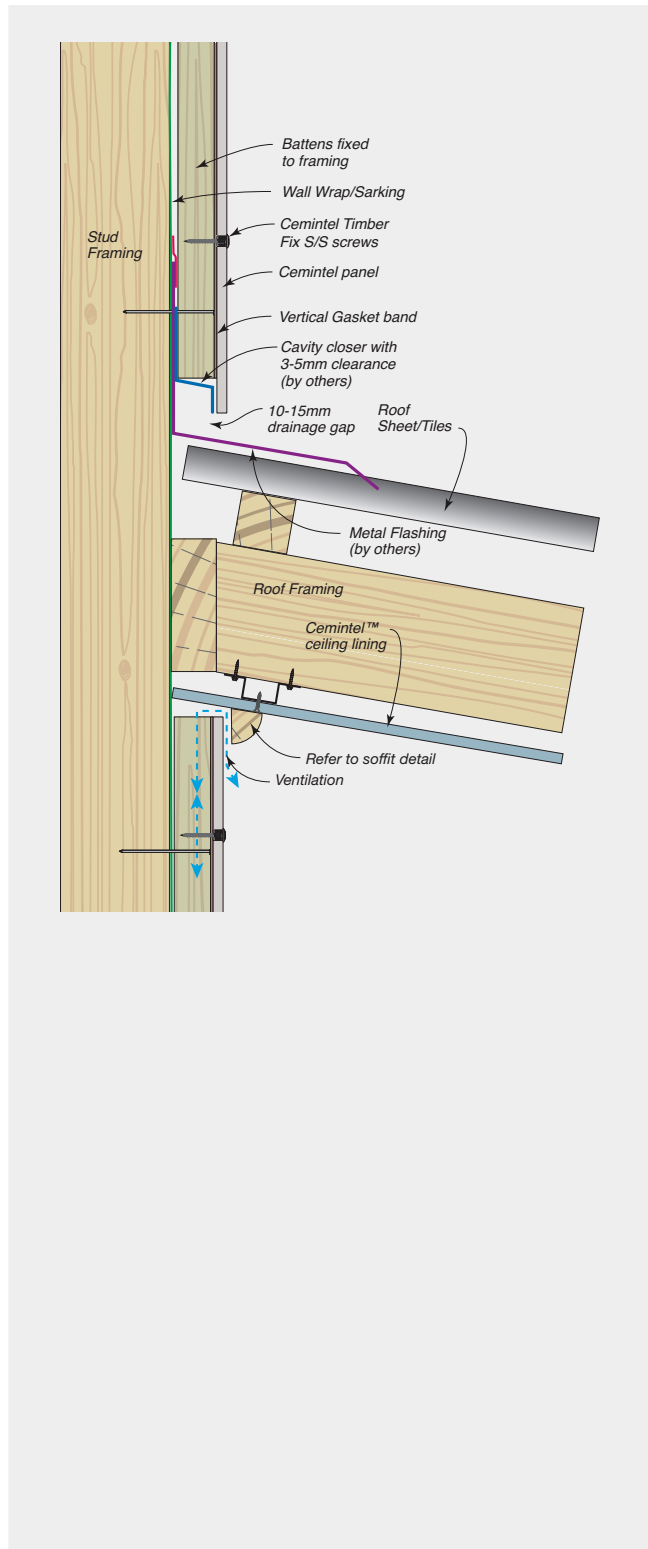 Battens fixed
to framing
Wall Wrap/Sarking
Stud
Framing
Cemintel Timber
Fix S/S screws
Cemintel panel
Vertical Gasket band
Cavity closer with
3-5mm clearance
(by others)
10-15mm
drainage gap
Roof
Sheet/Tiles
Metal Flashing
(by others)
Roof Framing
Cemintel™
ceiling lining
Refer to soffit detail
Ventilation